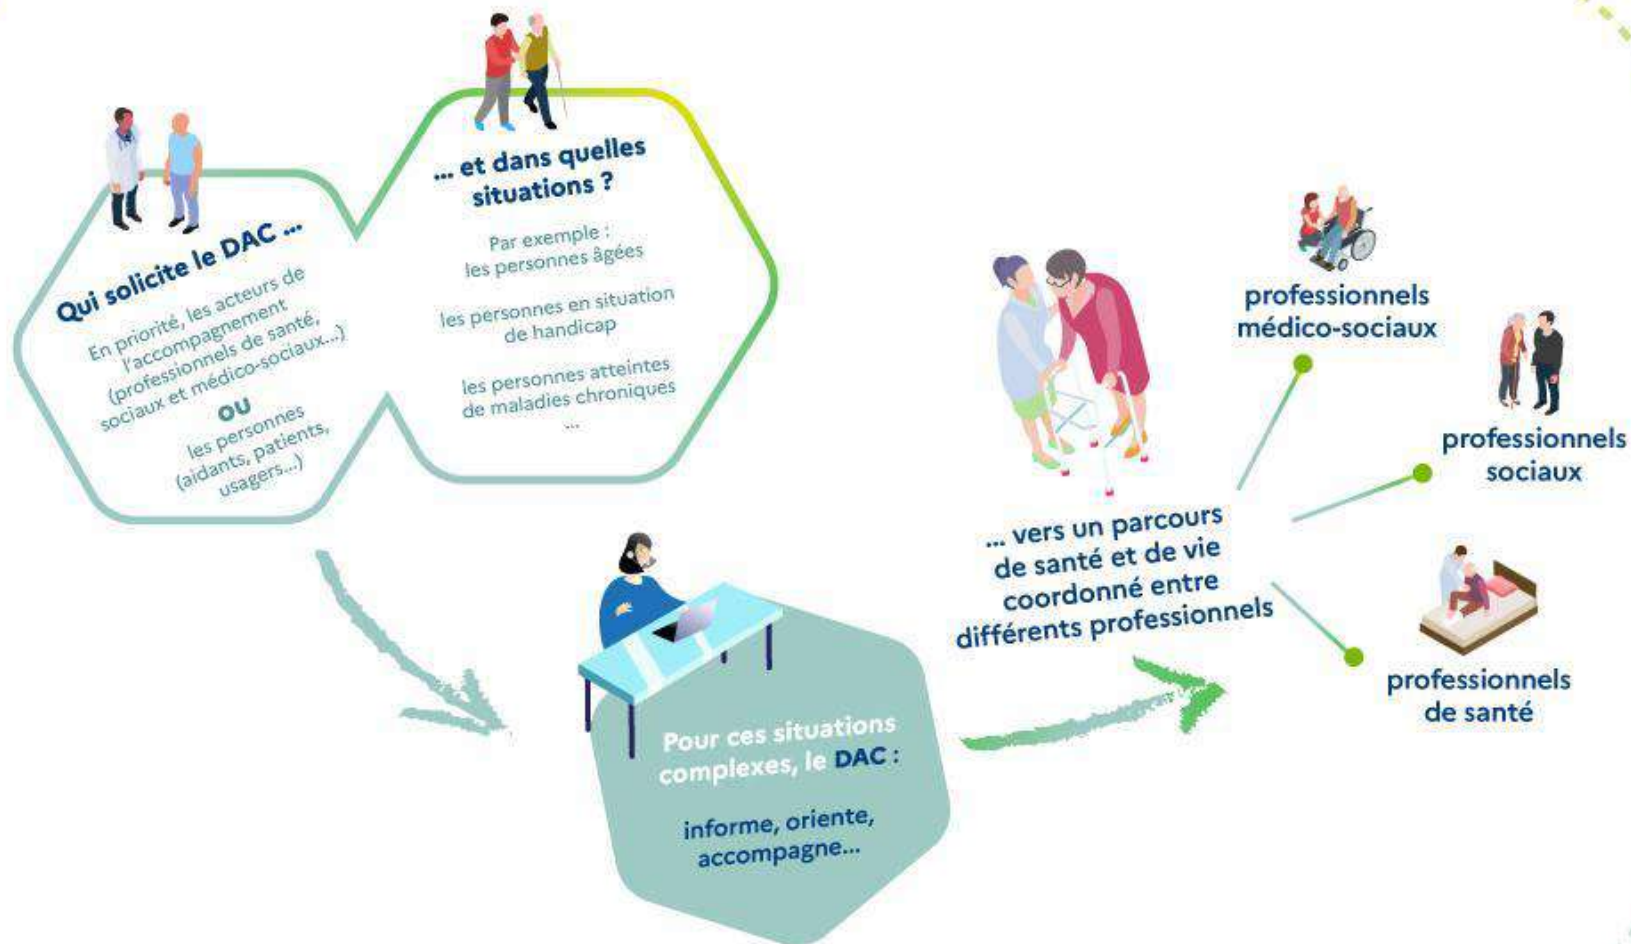 Qui solicite le DAC ...
En priorité, les acteurs de
l'accompagnement
(professionnels de santé,
sociaux et médico-sociaux...)
OU
les personnes
(aidants, patients,
usagers...)
... et dans quelles
situations ?
Par exemple :
les personnes âgées
les personnes en situation
de handicap
les personnes atteintes
de maladies chroniques
...
Pour ces situations
complexes, le DAC :
informe, oriente,
accompagne...
... vers un parcours
de santé et de vie
coordonné entre
différents professionnels
professionnels
médico-sociaux
professionnels
sociaux
professionnels
de santé